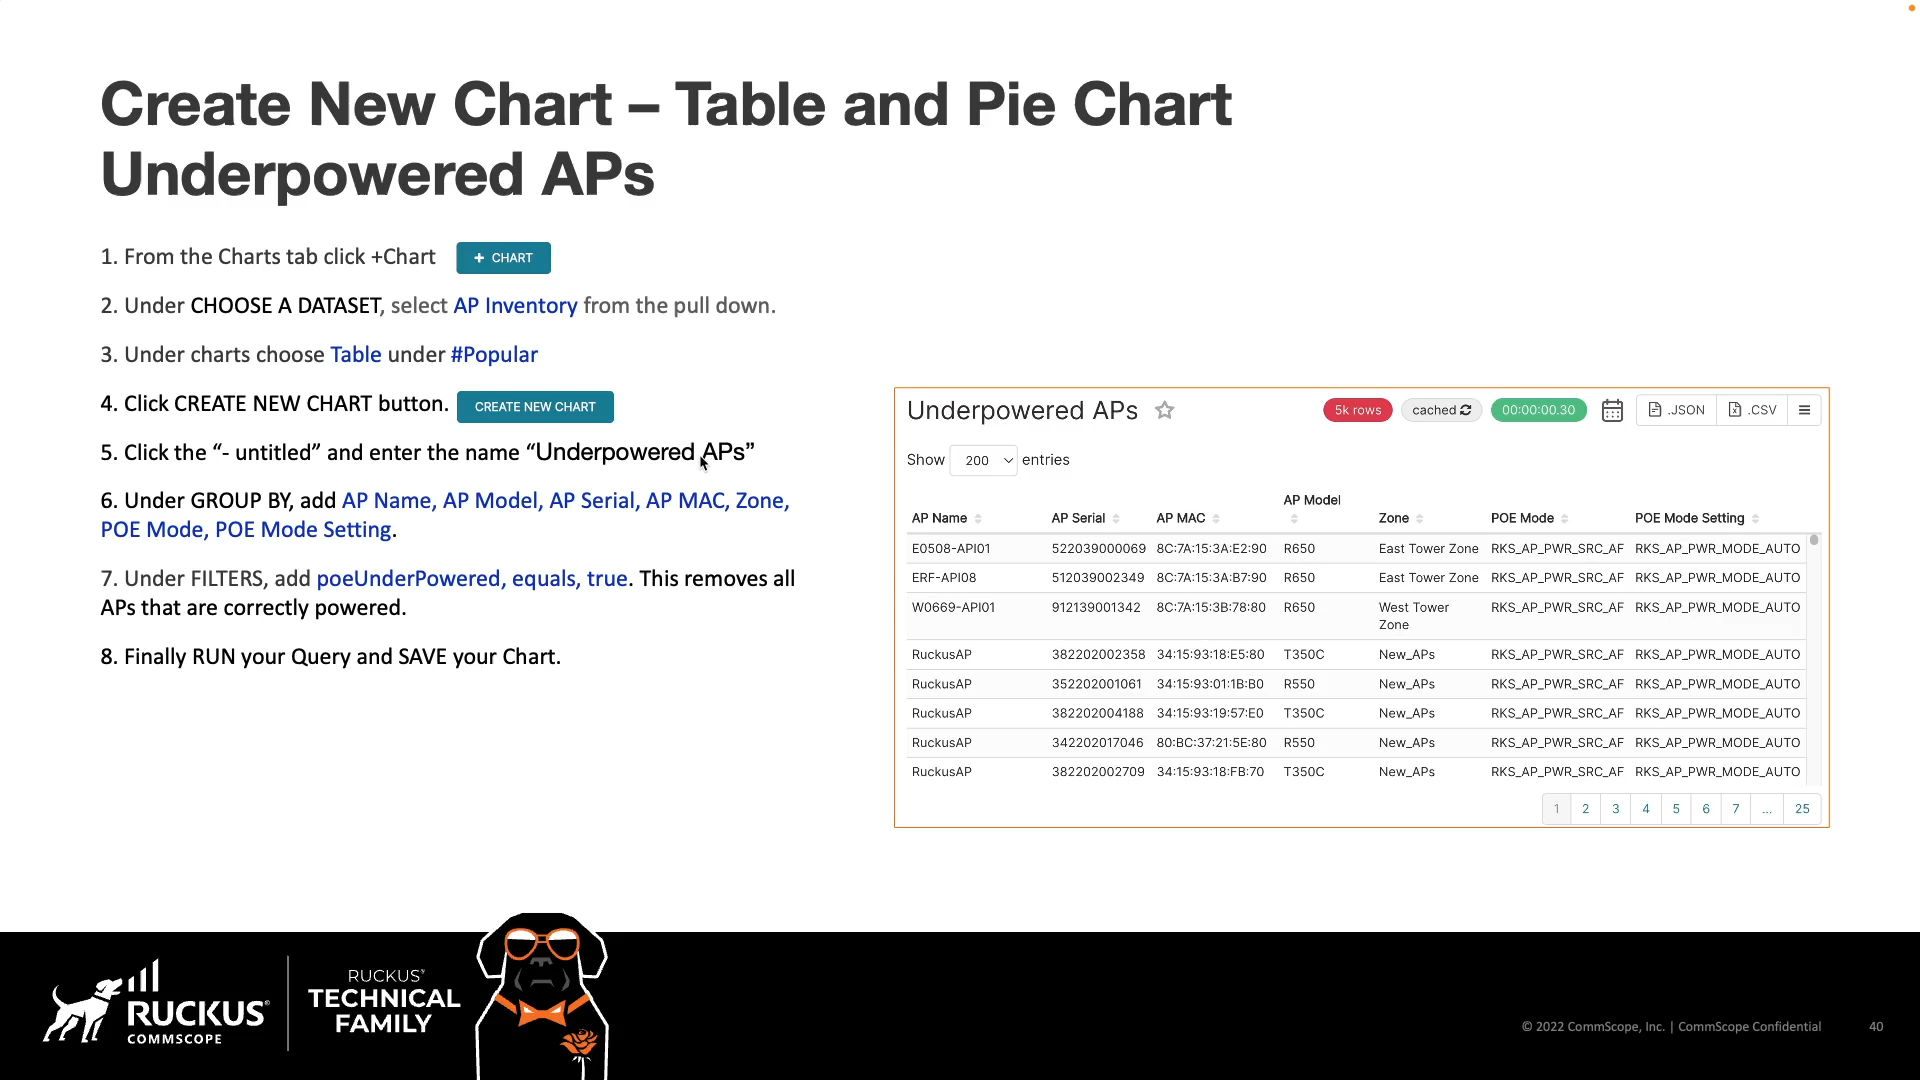 Create New Chart – Table and Pie Chart
Underpowered APs
1. From the Charts tab click +Chart
+ CHART
2. Under CHOOSE A DATASET, select AP Inventory from the pull down.
3. Under charts choose Table under #Popular
4. Click CREATE NEW CHART button.
CREATE NEW CHART
5. Click the “- untitled” and enter the name “Underpowered APs”
6. Under GROUP BY, add AP Name, AP Model, AP Serial, AP MAC, Zone,
POE Mode, POE Mode Setting.
7. Under FILTERS, add poeUnderPowered, equals, true. This removes all
APs that are correctly powered.
8. Finally RUN your Query and SAVE your Chart.
Underpowered APs
5k rows
cached
00:00:00.30
.JSON
.CSV
Show 200 entries
AP Name AP Serial AP MAC AP Model Zone POE Mode POE Mode Setting
E0508-API01 522039000069 8C:7A:15:3A:E2:90 R650 East Tower Zone RKS_AP_PWR_SRC_AF RKS_AP_PWR_MODE_AUTO
ERF-API08 512039002349 8C:7A:15:3A:B7:90 R650 East Tower Zone RKS_AP_PWR_SRC_AF RKS_AP_PWR_MODE_AUTO
W0669-API01 912139001342 8C:7A:15:3B:78:80 R650 West Tower RKS_AP_PWR_SRC_AF RKS_AP_PWR_MODE_AUTO
Zone
RuckusAP 382202002358 34:15:93:18:E5:80 T350C New_APs RKS_AP_PWR_SRC_AF RKS_AP_PWR_MODE_AUTO
RuckusAP 352202001061 34:15:93:01:1B:B0 R550 New_APs RKS_AP_PWR_SRC_AF RKS_AP_PWR_MODE_AUTO
RuckusAP 382202004188 34:15:93:19:57:E0 T350C New_APs RKS_AP_PWR_SRC_AF RKS_AP_PWR_MODE_AUTO
RuckusAP 342202017046 80:BC:37:21:5E:80 R550 New_APs RKS_AP_PWR_SRC_AF RKS_AP_PWR_MODE_AUTO
RuckusAP 382202002709 34:15:93:18:FB:70 T350C New_APs RKS_AP_PWR_SRC_AF RKS_AP_PWR_MODE_AUTO
1 2 3 4 5 6 7 ... 25
RUCKUS®
COMMSCOPE
RUCKUS®
TECHNICAL
FAMILY
© 2022 CommScope, Inc. | CommScope Confidential
40